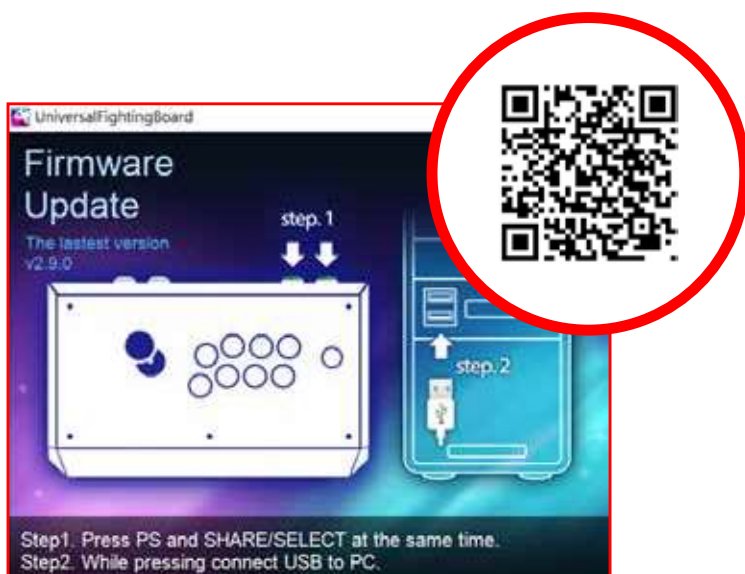 UniversalFightingBoard
Firmware
Update
The lastest version
v2.9.0
step.1
step.2
Step1. Press PS and SHARE/SELECT at the same time.
Step2. While pressing connect USB to PC.